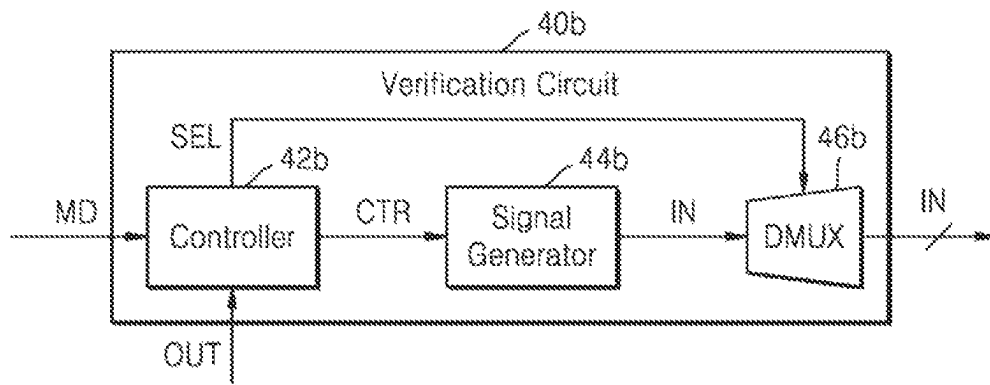 40b
Verification Circuit
SEL
42b
44b
46b
MD
Controller
CTR
Signal
Generator
IN
DMUX
IN
OUT